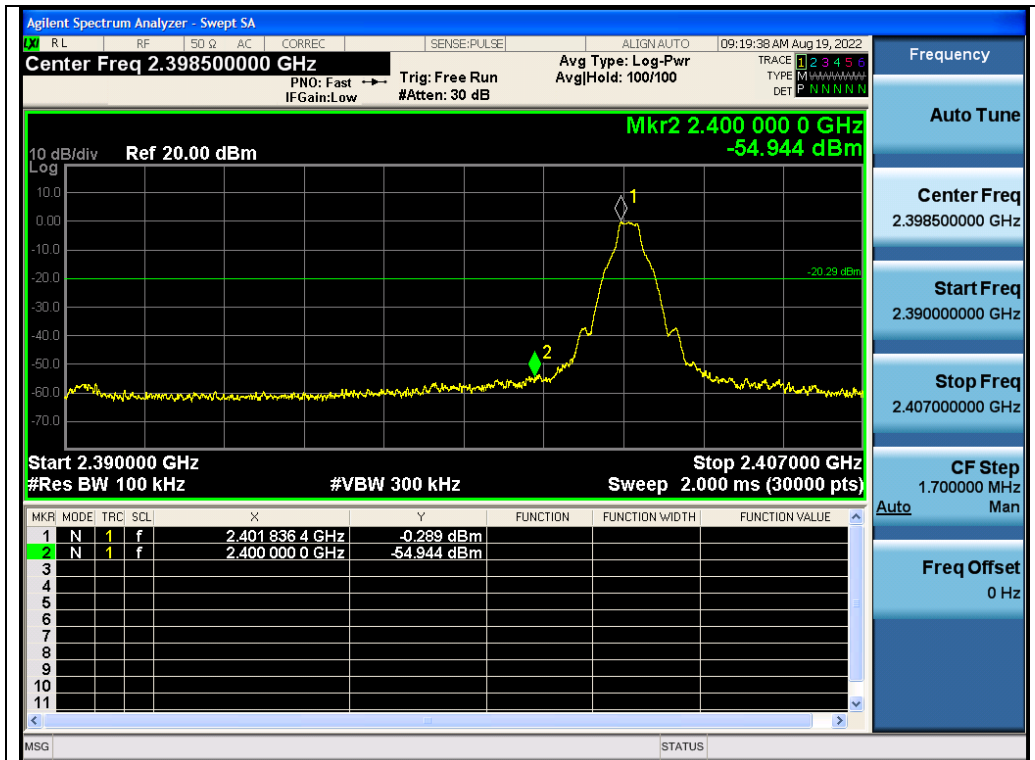 Agilent Spectrum Analyzer - Swept SA
LXI RL RF 50 Ω AC CORREC SENSE:PULSE ALIGN AUTO 09:19:38 AM Aug 19, 2022
Center Freq 2.398500000 GHz
PNO: Fast
IFGain:Low
Trig: Free Run
#Atten: 30 dB
Avg Type: Log-Pwr
Avg|Hold: 100/100
TRACE 1 2 3 4 5 6
TYPE M WWWWW
DET P N N N N N
Mkr2 2.400 000 0 GHz
-54.944 dBm
10 dB/div Ref 20.00 dBm
Log
10.0
0.00
-10.0
-20.0
-30.0
-40.0
-50.0
-60.0
-70.0
1
-20.29 dBm
2
Start 2.390000 GHz Stop 2.407000 GHz
#Res BW 100 kHz #VBW 300 kHz Sweep 2.000 ms (30000 pts)
MKR MODE TRC SCL X Y FUNCTION FUNCTION WIDTH FUNCTION VALUE
1 N 1 f 2.401 836 4 GHz -0.289 dBm
2 N 1 f 2.400 000 0 GHz -54.944 dBm
3
4
5
6
7
8
9
10
11
MSG STATUS
Frequency
Auto Tune
Center Freq
2.398500000 GHz
Start Freq
2.390000000 GHz
Stop Freq
2.407000000 GHz
CF Step
1.700000 MHz
Auto Man
Freq Offset
0 Hz